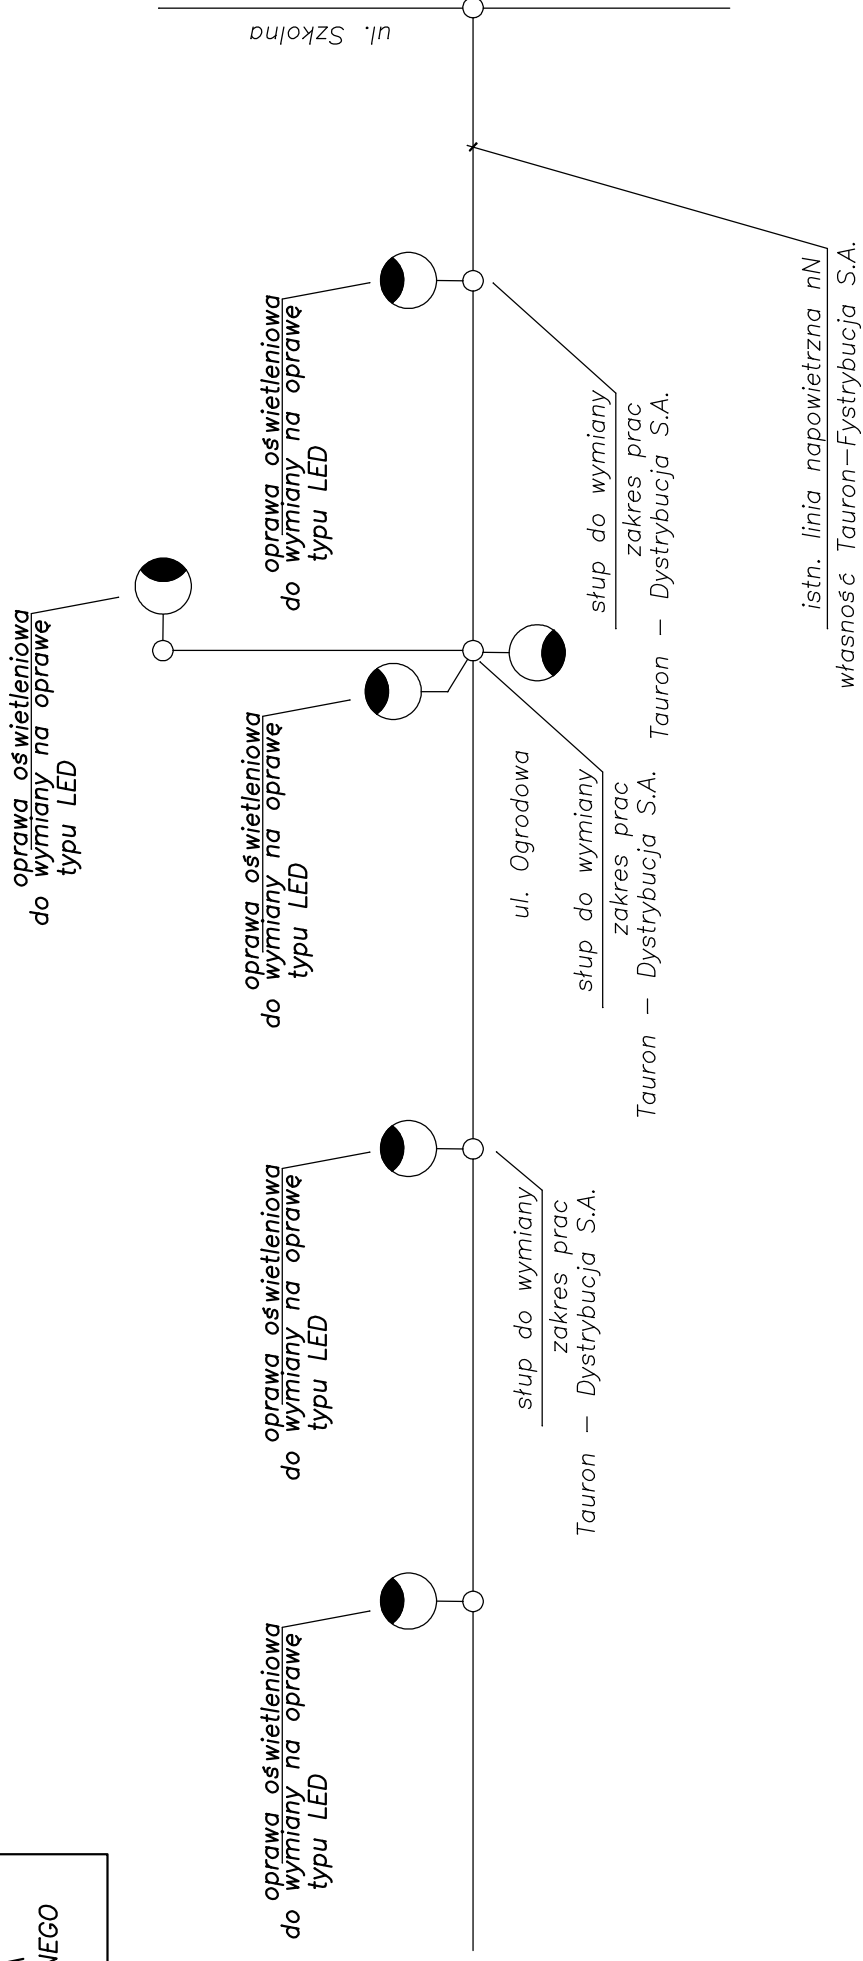 ul. Szkolna
oprawa oświetleniowa
do wymiany na oprawę
typu LED
słup do wymiany
zakres prac
Tauron – Dystrybucja S.A.
istn. linia napowietrzna nN
własność Tauron–Fystrybucja S.A.
oprawa oświetleniowa
do wymiany na oprawę
typu LED
oprawa oświetleniowa
do wymiany na oprawę
typu LED
ul. Ogrodowa
słup do wymiany
zakres prac
Tauron – Dystrybucja S.A.
oprawa oświetleniowa
do wymiany na oprawę
typu LED
słup do wymiany
zakres prac
Tauron – Dystrybucja S.A.
oprawa oświetleniowa
do wymiany na oprawę
typu LED